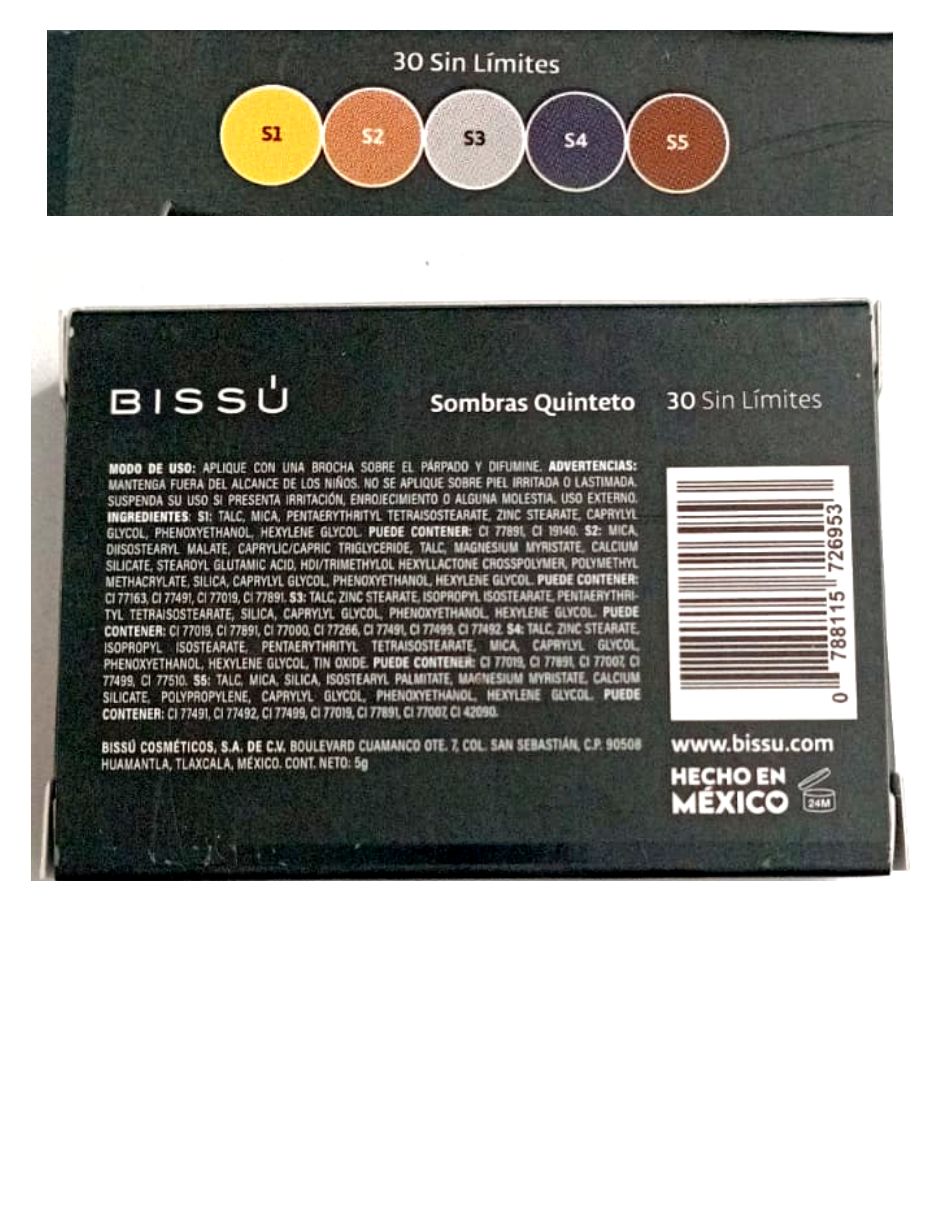 30 Sin Límites
S1 S2 S3 S4 S5
BISSÚ
Sombras Quinteto
30 Sin Límites
MODO DE USO: APLIQUE CON UNA BROCHA SOBRE EL PÁRPADO Y DIFUMINE. ADVERTENCIAS:
MANTENGA FUERA DEL ALCANCE DE LOS NIÑOS. NO SE APLIQUE SOBRE PIEL IRRITADA O LASTIMADA.
SUSPENDA SU USO SI PRESENTA IRRITACIÓN, ENROJECIMIENTO O ALGUNA MOLESTIA. USO EXTERNO.
INGREDIENTES: S1: TALC, MICA, PENTAERYTHRITYL TETRAISOSTEARATE, ZINC STEARATE, CAPRYLYL
GLYCOL, PHENOXYETHANOL, HEXYLENE GLYCOL. PUEDE CONTENER: CI 77891, CI 19140. S2: MICA,
DIISOSTEARYL MALATE, CAPRYLIC/CAPRIC TRIGLYCERIDE, TALC, MAGNESIUM MYRISTATE, CALCIUM
SILICATE, STEAROYL GLUTAMIC ACID, HDI/TRIMETHYLOL HEXYLLACTONE CROSSPOLYMER, POLYMETHYL
METHACRYLATE, SILICA, CAPRYLYL GLYCOL, PHENOXYETHANOL, HEXYLENE GLYCOL. PUEDE CONTENER:
CI 77163, CI 77491, CI 77019, CI 77891. S3: TALC, ZINC STEARATE, ISOPROPYL ISOSTEARATE, PENTAERYTHRI-
TYL TETRAISOSTEARATE, SILICA, CAPRYLYL GLYCOL, PHENOXYETHANOL, HEXYLENE GLYCOL. PUEDE
CONTENER: CI 77019, CI 77891, CI 77000, CI 77266, CI 77491, CI 77499, CI 77492. S4: TALC, ZINC STEARATE,
ISOPROPYL ISOSTEARATE, PENTAERYTHRITYL TETRAISOSTEARATE, MICA, CAPRYLYL GLYCOL,
PHENOXYETHANOL, HEXYLENE GLYCOL, TIN OXIDE. PUEDE CONTENER: CI 77019, CI 77891, CI 77007, CI
77499, CI 77510. S5: TALC, MICA, SILICA, ISOSTEARYL PALMITATE, MAGNESIUM MYRISTATE, CALCIUM
SILICATE, POLYPROPYLENE, CAPRYLYL GLYCOL, PHENOXYETHANOL, HEXYLENE GLYCOL. PUEDE
CONTENER: CI 77491, CI 77492, CI 77499, CI 77019, CI 77891, CI 77007, CI 42090.
BISSÚ COSMÉTICOS, S.A. DE C.V. BOULEVARD CUAMANCO OTE. 7, COL. SAN SEBASTIÁN, C.P. 90508
HUAMANTLA, TLAXCALA, MÉXICO. CONT. NETO: 5g
0 788115 726953
www.bissu.com
HECHO EN
MÉXICO
24M